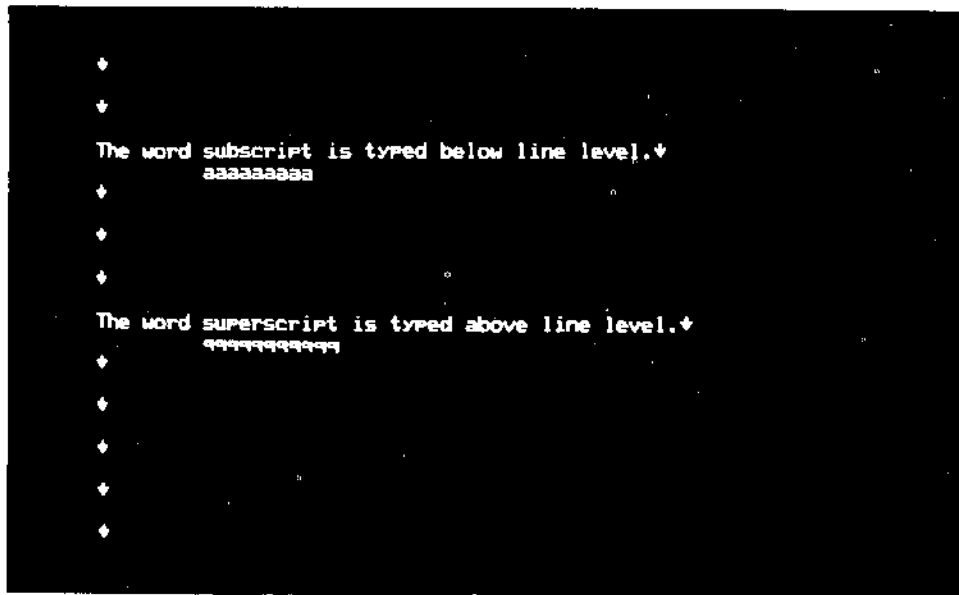 ↓
↓
The word subscript is typed below line level.↓
aaaaaaaaa
↓
↓
↓
The word superscript is typed above line level.↓
qqqqqqqqqqq
↓
↓
↓
↓
↓